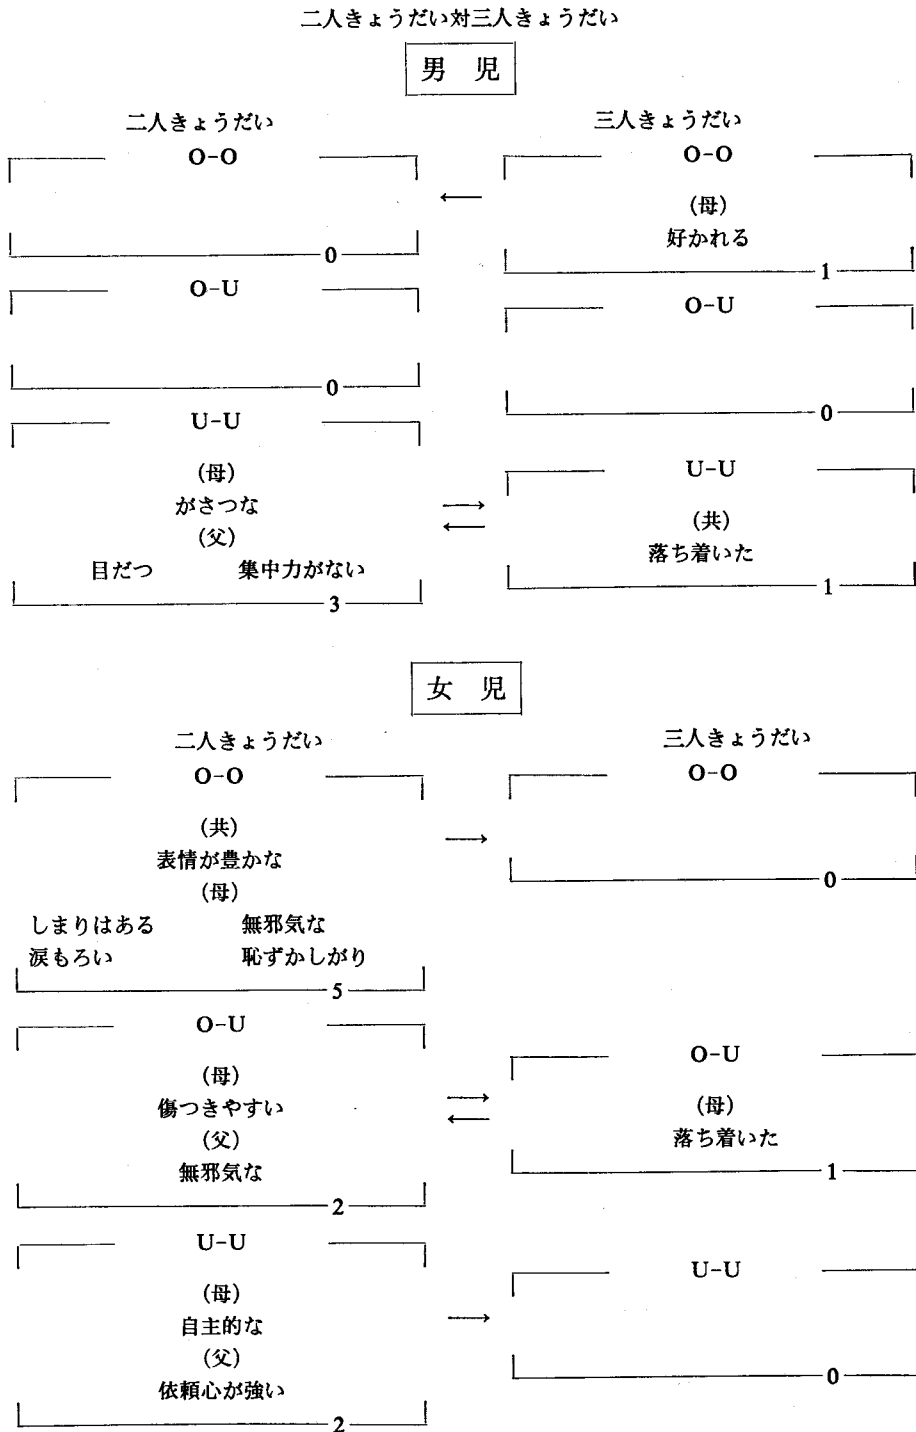 二人きょうだい対三人きょうだい
男 児
二人きょうだい
O-O
0
O-U
0
U-U
(母)
がさつな
(父)
目だつ 集中力がない
3
三人きょうだい
O-O
←
(母)
好かれる
1
O-U
0
U-U
→
←
(共)
落ち着いた
1
女 児
二人きょうだい
O-O
(共)
表情が豊かな
(母)
しまりはある 無邪気な
涙もろい 恥ずかしがり
5
O-U
(母)
傷つきやすい
(父)
無邪気な
2
U-U
(母)
自主的な
(父)
依頼心が強い
2
三人きょうだい
O-O
→
0
O-U
→
←
(母)
落ち着いた
1
U-U
→
0